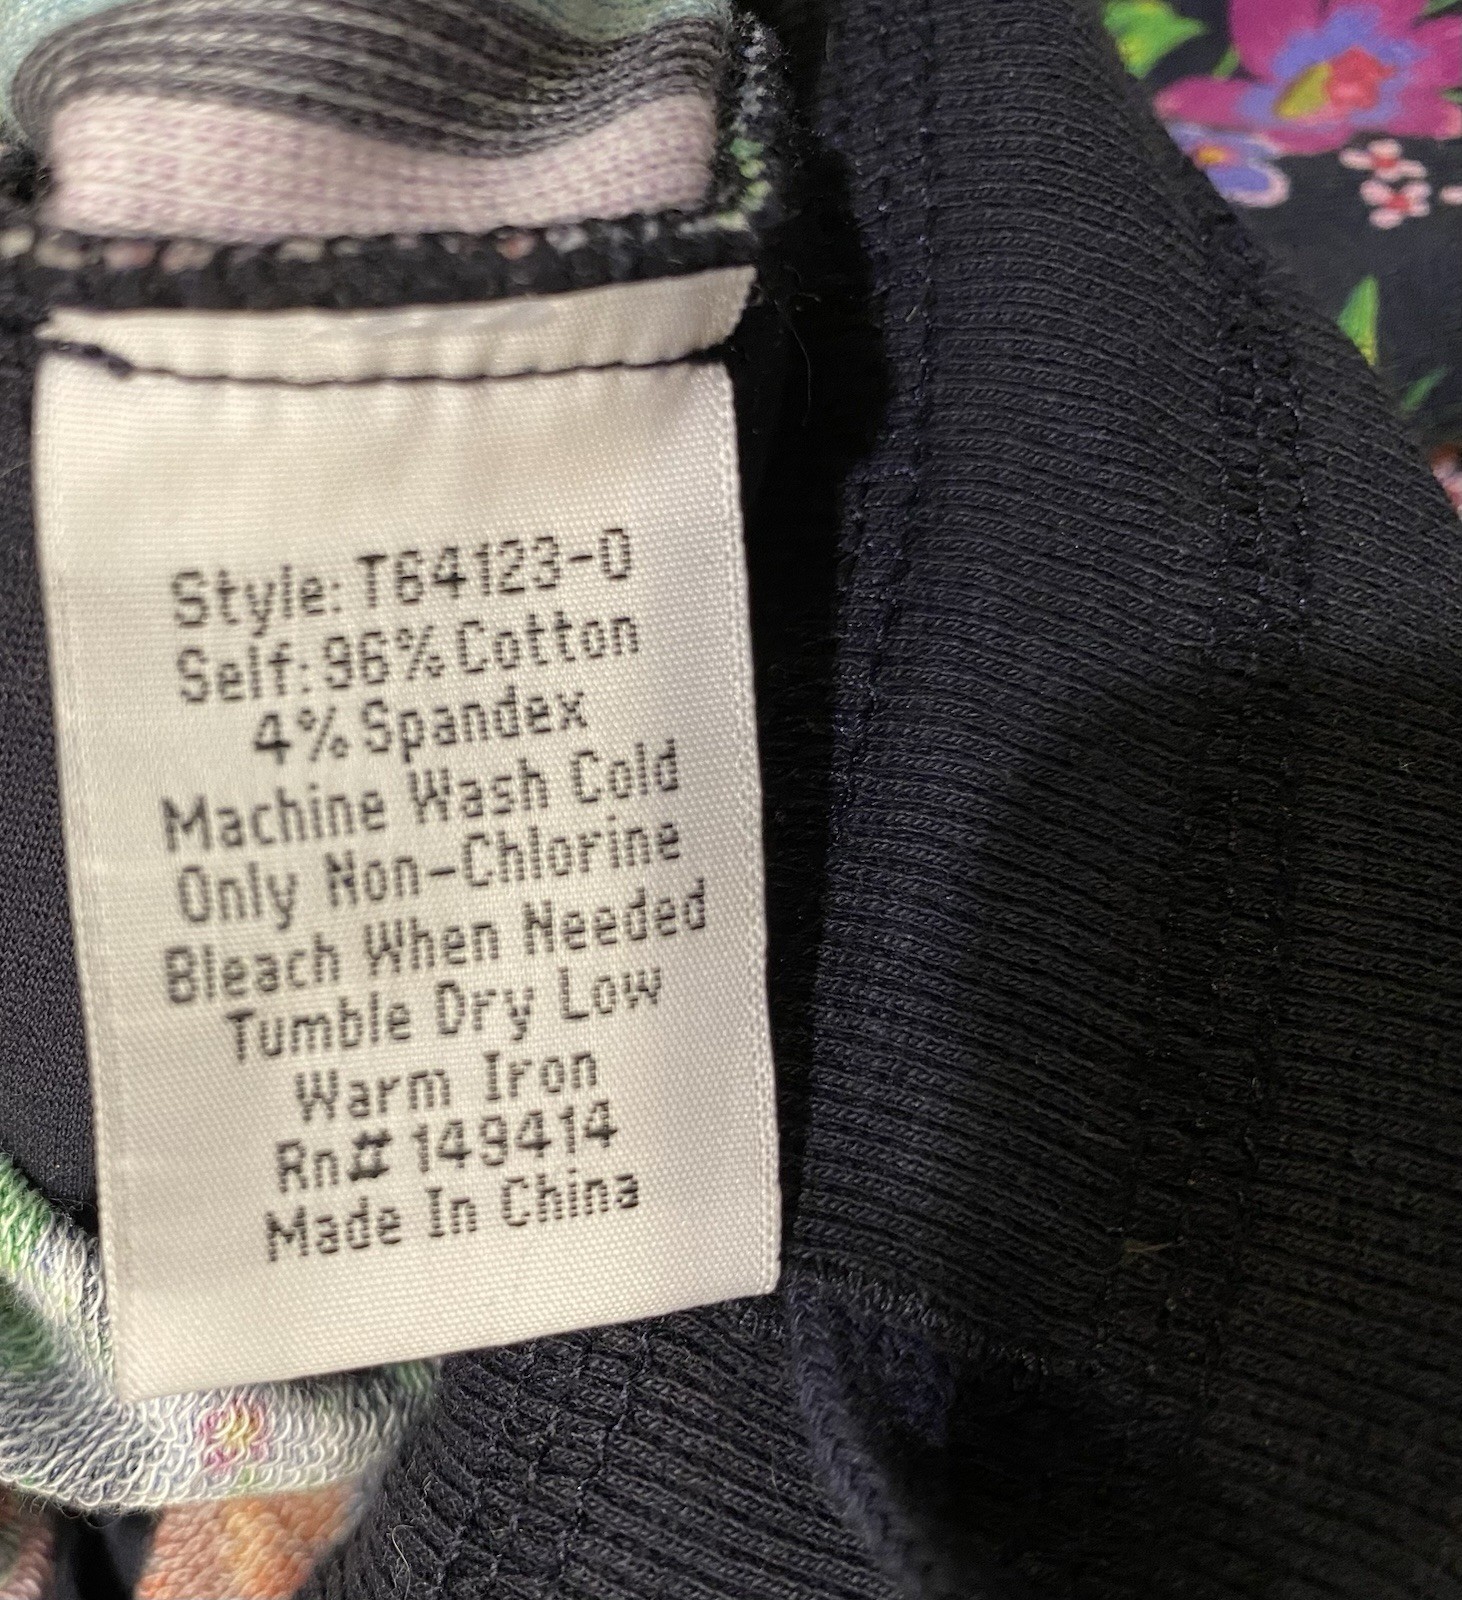 Style: T64123-0
Self: 96% Cotton
4% Spandex
Machine Wash Cold
Only Non-Chlorine
Bleach When Needed
Tumble Dry Low
Warm Iron
Rn# 149414
Made In China